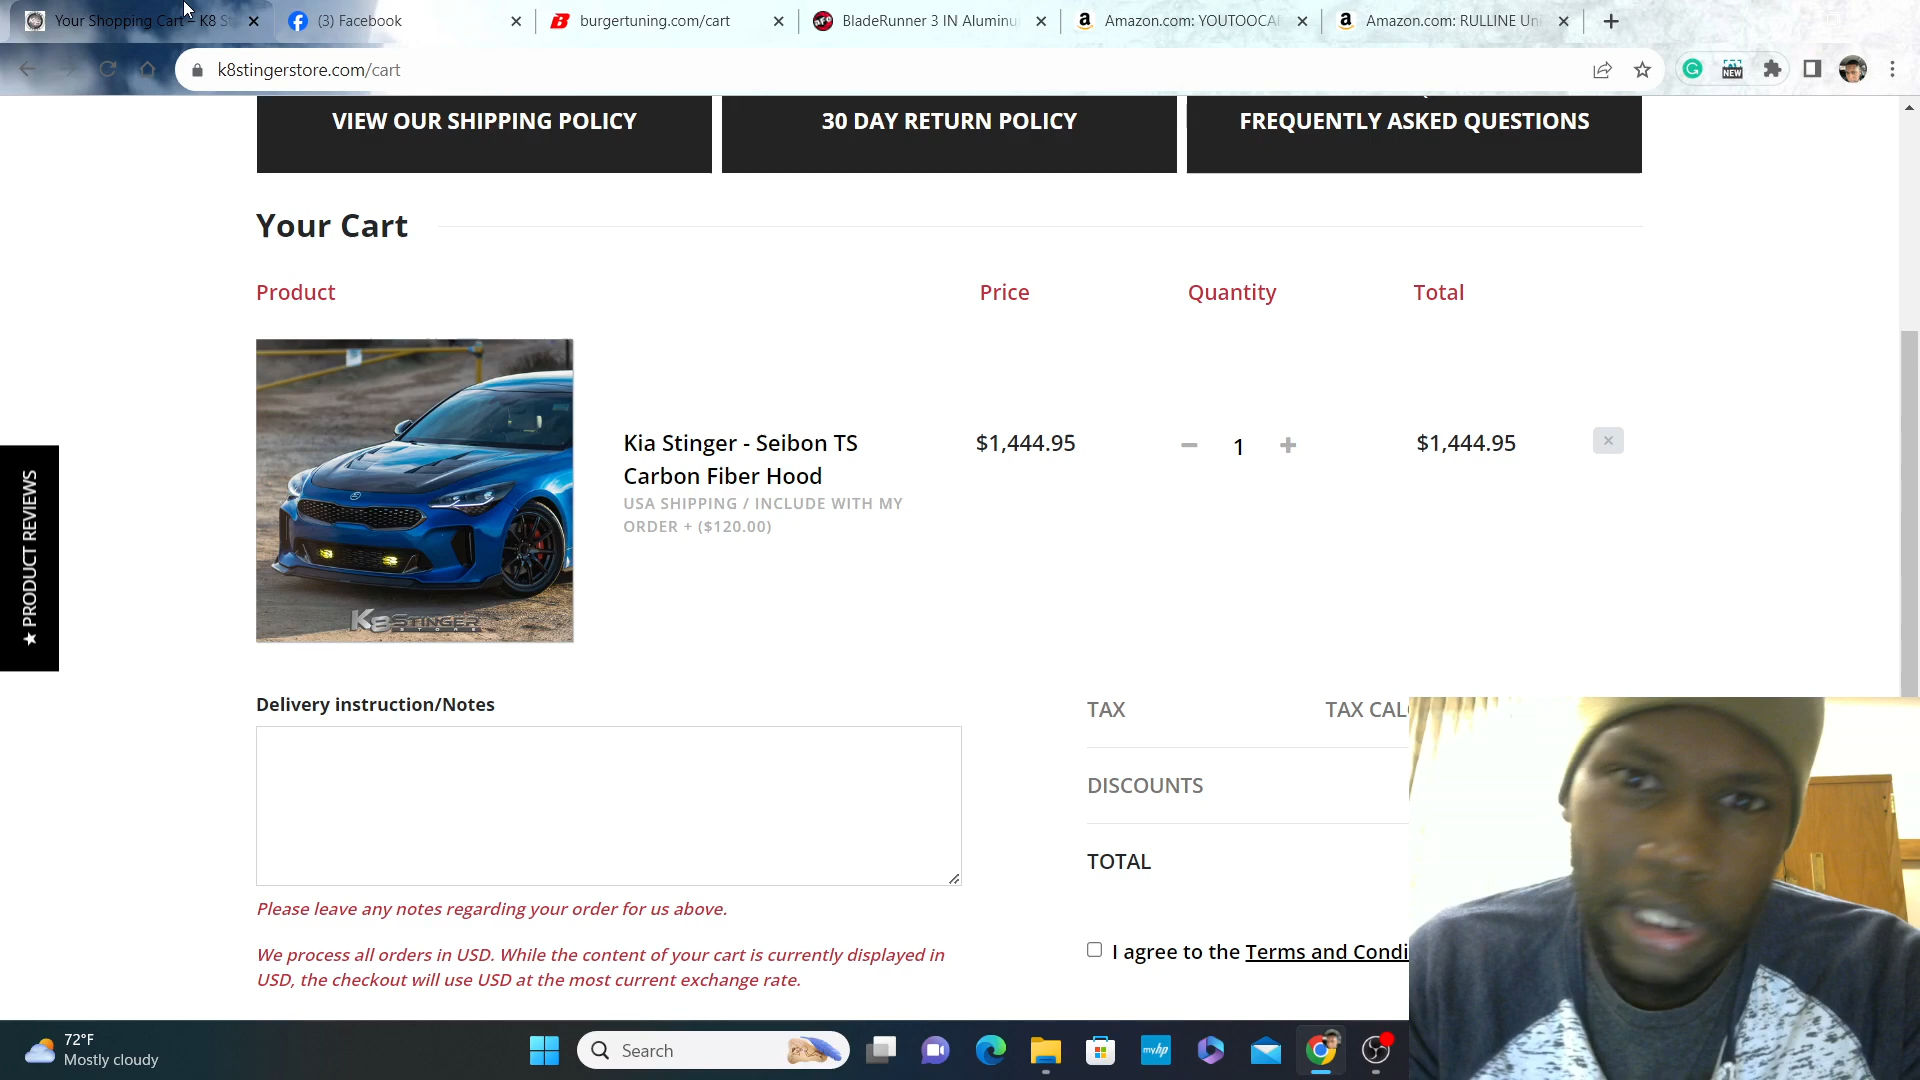 Your Shopping Cart – K8 S
(3) Facebook
burgertuning.com/cart
BladeRunner 3 IN Aluminu
Amazon.com: YOUTOOCA
Amazon.com: RULLINE Uni
k8stingerstore.com/cart
NEW
VIEW OUR SHIPPING POLICY
30 DAY RETURN POLICY
FREQUENTLY ASKED QUESTIONS
Your Cart
Product
Price
Quantity
Total
Kia Stinger - Seibon TS
Carbon Fiber Hood
USA SHIPPING / INCLUDE WITH MY
ORDER + ($120.00)
$1,444.95
1
$1,444.95
K8 STINGER
STORE
★ PRODUCT REVIEWS
Delivery instruction/Notes
Please leave any notes regarding your order for us above.
We process all orders in USD. While the content of your cart is currently displayed in
USD, the checkout will use USD at the most current exchange rate.
TAX
TAX CAL
DISCOUNTS
TOTAL
I agree to the Terms and Condi
72°F
Mostly cloudy
Search
myhp